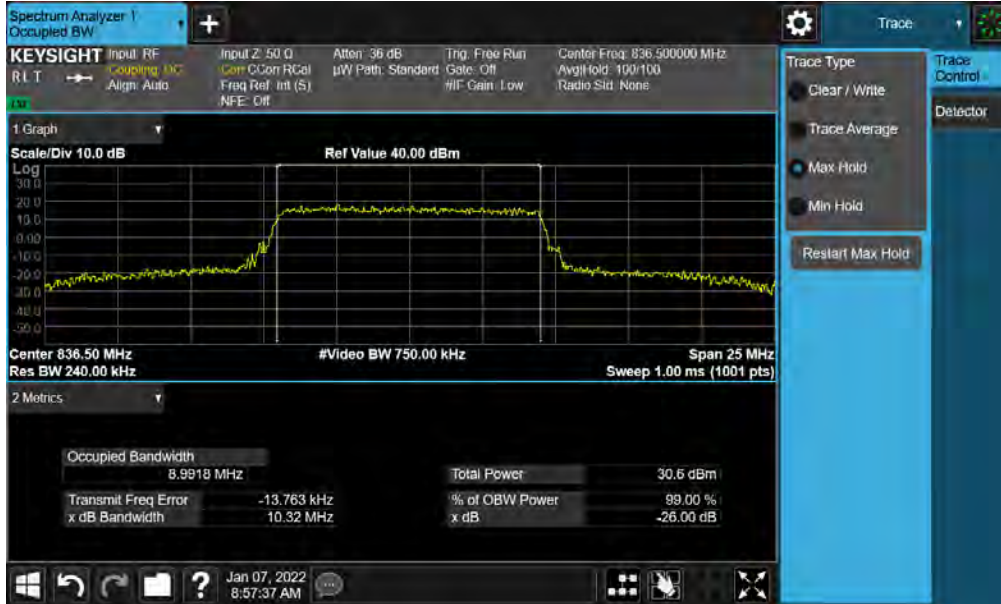 Spectrum Analyzer 1
Occupied BW
+
Trace
KEYSIGHT
R L T
Input: RF
Coupling: DC
Align: Auto
Input Z: 50 Ω
Corr CCorr RCal
Freq Ref: Int (S)
NFE: Off
Atten: 36 dB
µW Path: Standard
Trig: Free Run
Gate: Off
#IF Gain: Low
Center Freq: 836.500000 MHz
Avg|Hold: 100/100
Radio Std: None
Trace Type
Clear / Write
Trace Average
Max Hold
Min Hold
Restart Max Hold
Trace
Control
Detector
1 Graph
Scale/Div 10.0 dB
Ref Value 40.00 dBm
Log
30.0
20.0
10.0
0.00
-10.0
-20.0
-30.0
-40.0
-50.0
Center 836.50 MHz
#Video BW 750.00 kHz
Span 25 MHz
Res BW 240.00 kHz
Sweep 1.00 ms (1001 pts)
2 Metrics
Occupied Bandwidth
8.9918 MHz
Total Power 30.6 dBm
Transmit Freq Error -13.763 kHz
% of OBW Power 99.00 %
x dB Bandwidth 10.32 MHz
x dB -26.00 dB
?
Jan 07, 2022
8:57:37 AM